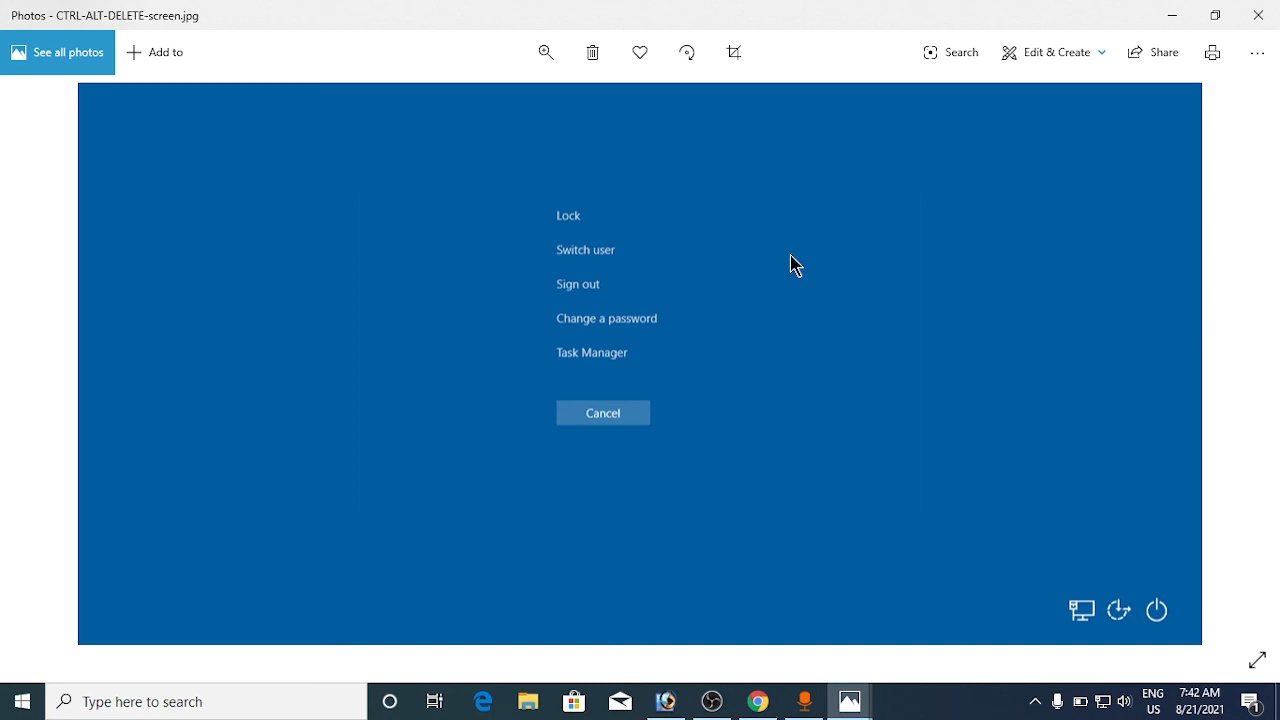 Photos - CTRL-ALT-DELETE-screen.jpg
See all photos
Add to
Search
Edit & Create
Share
Lock
Switch user
Sign out
Change a password
Task Manager
Cancel
Type here to search
ENG
US
7:42 AM
8/21/2021
1